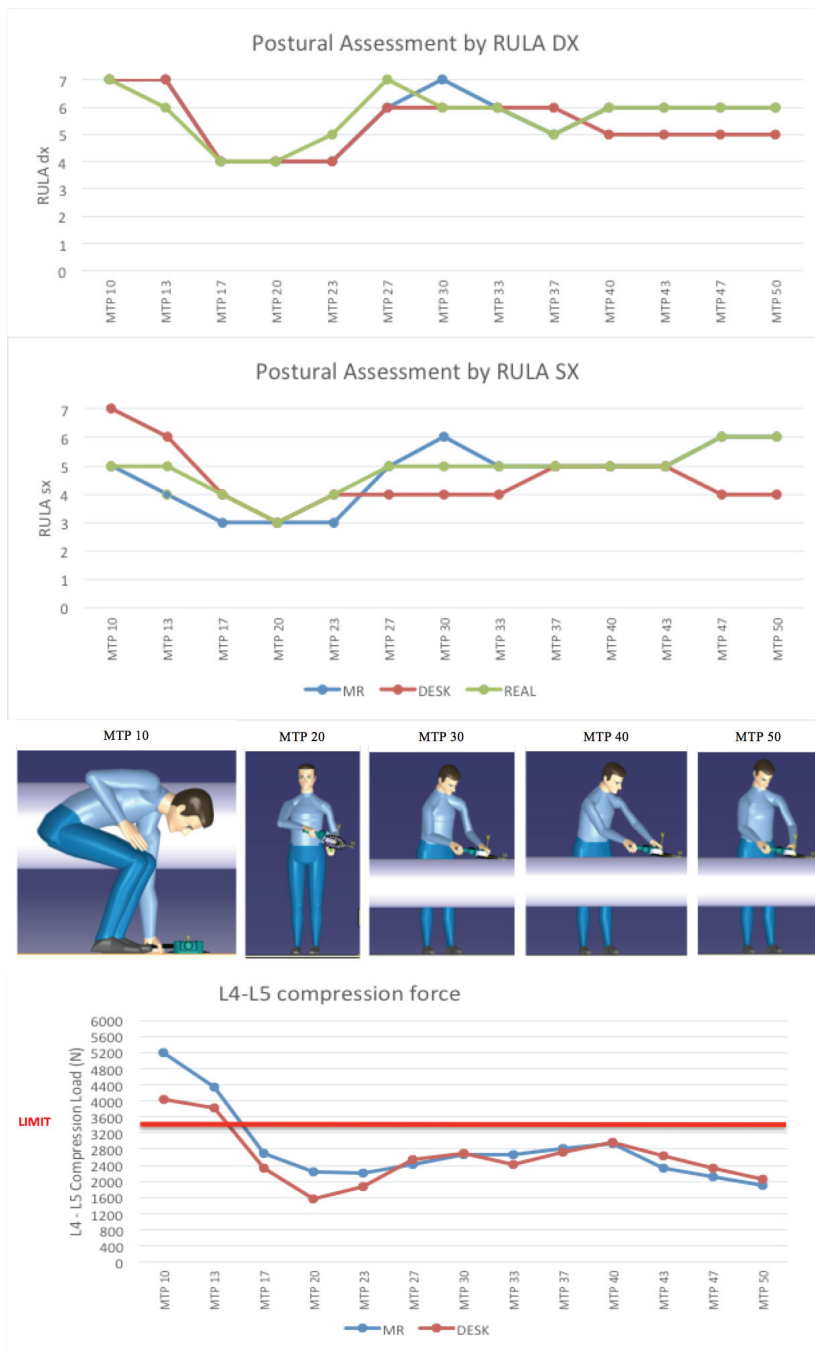 Postural Assessment by RULA DX
RULA dx
7
6
5
4
3
2
1
0
MTP 10
MTP 13
MTP 17
MTP 20
MTP 23
MTP 27
MTP 30
MTP 33
MTP 37
MTP 40
MTP 43
MTP 47
MTP 50
Postural Assessment by RULA SX
RULA sx
7
6
5
4
3
2
1
0
MTP 10
MTP 13
MTP 17
MTP 20
MTP 23
MTP 27
MTP 30
MTP 33
MTP 37
MTP 40
MTP 43
MTP 47
MTP 50
MR DESK REAL
MTP 10 MTP 20 MTP 30 MTP 40 MTP 50
L4-L5 compression force
L4 - L5 Compression Load (N)
6000
5600
5200
4800
4400
4000
3600
3200
2800
2400
2000
1600
1200
800
400
0
LIMIT
MTP 10
MTP 13
MTP 17
MTP 20
MTP 23
MTP 27
MTP 30
MTP 33
MTP 37
MTP 40
MTP 43
MTP 47
MTP 50
MR DESK